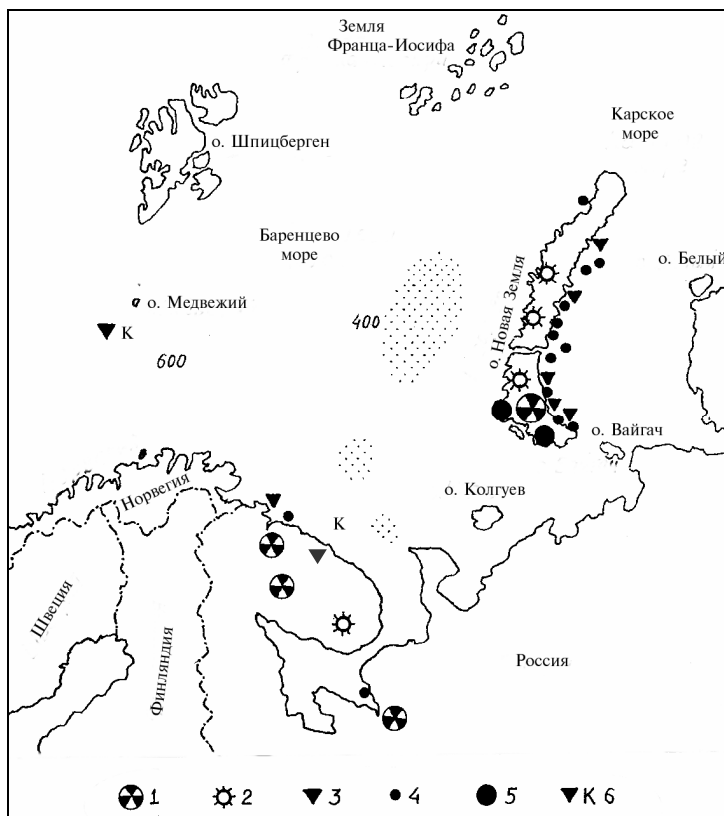 Земля
Франца-Иосифа
Карское
море
о. Шпицберген
Баренцево
море
о. Белый
о. Медвежий
К
400
600
о. Новая Земля
о. Вайгач
Норвегия
о. Колгуев
К
Швеция
Финляндия
Россия
1 2 3 4 5 К 6